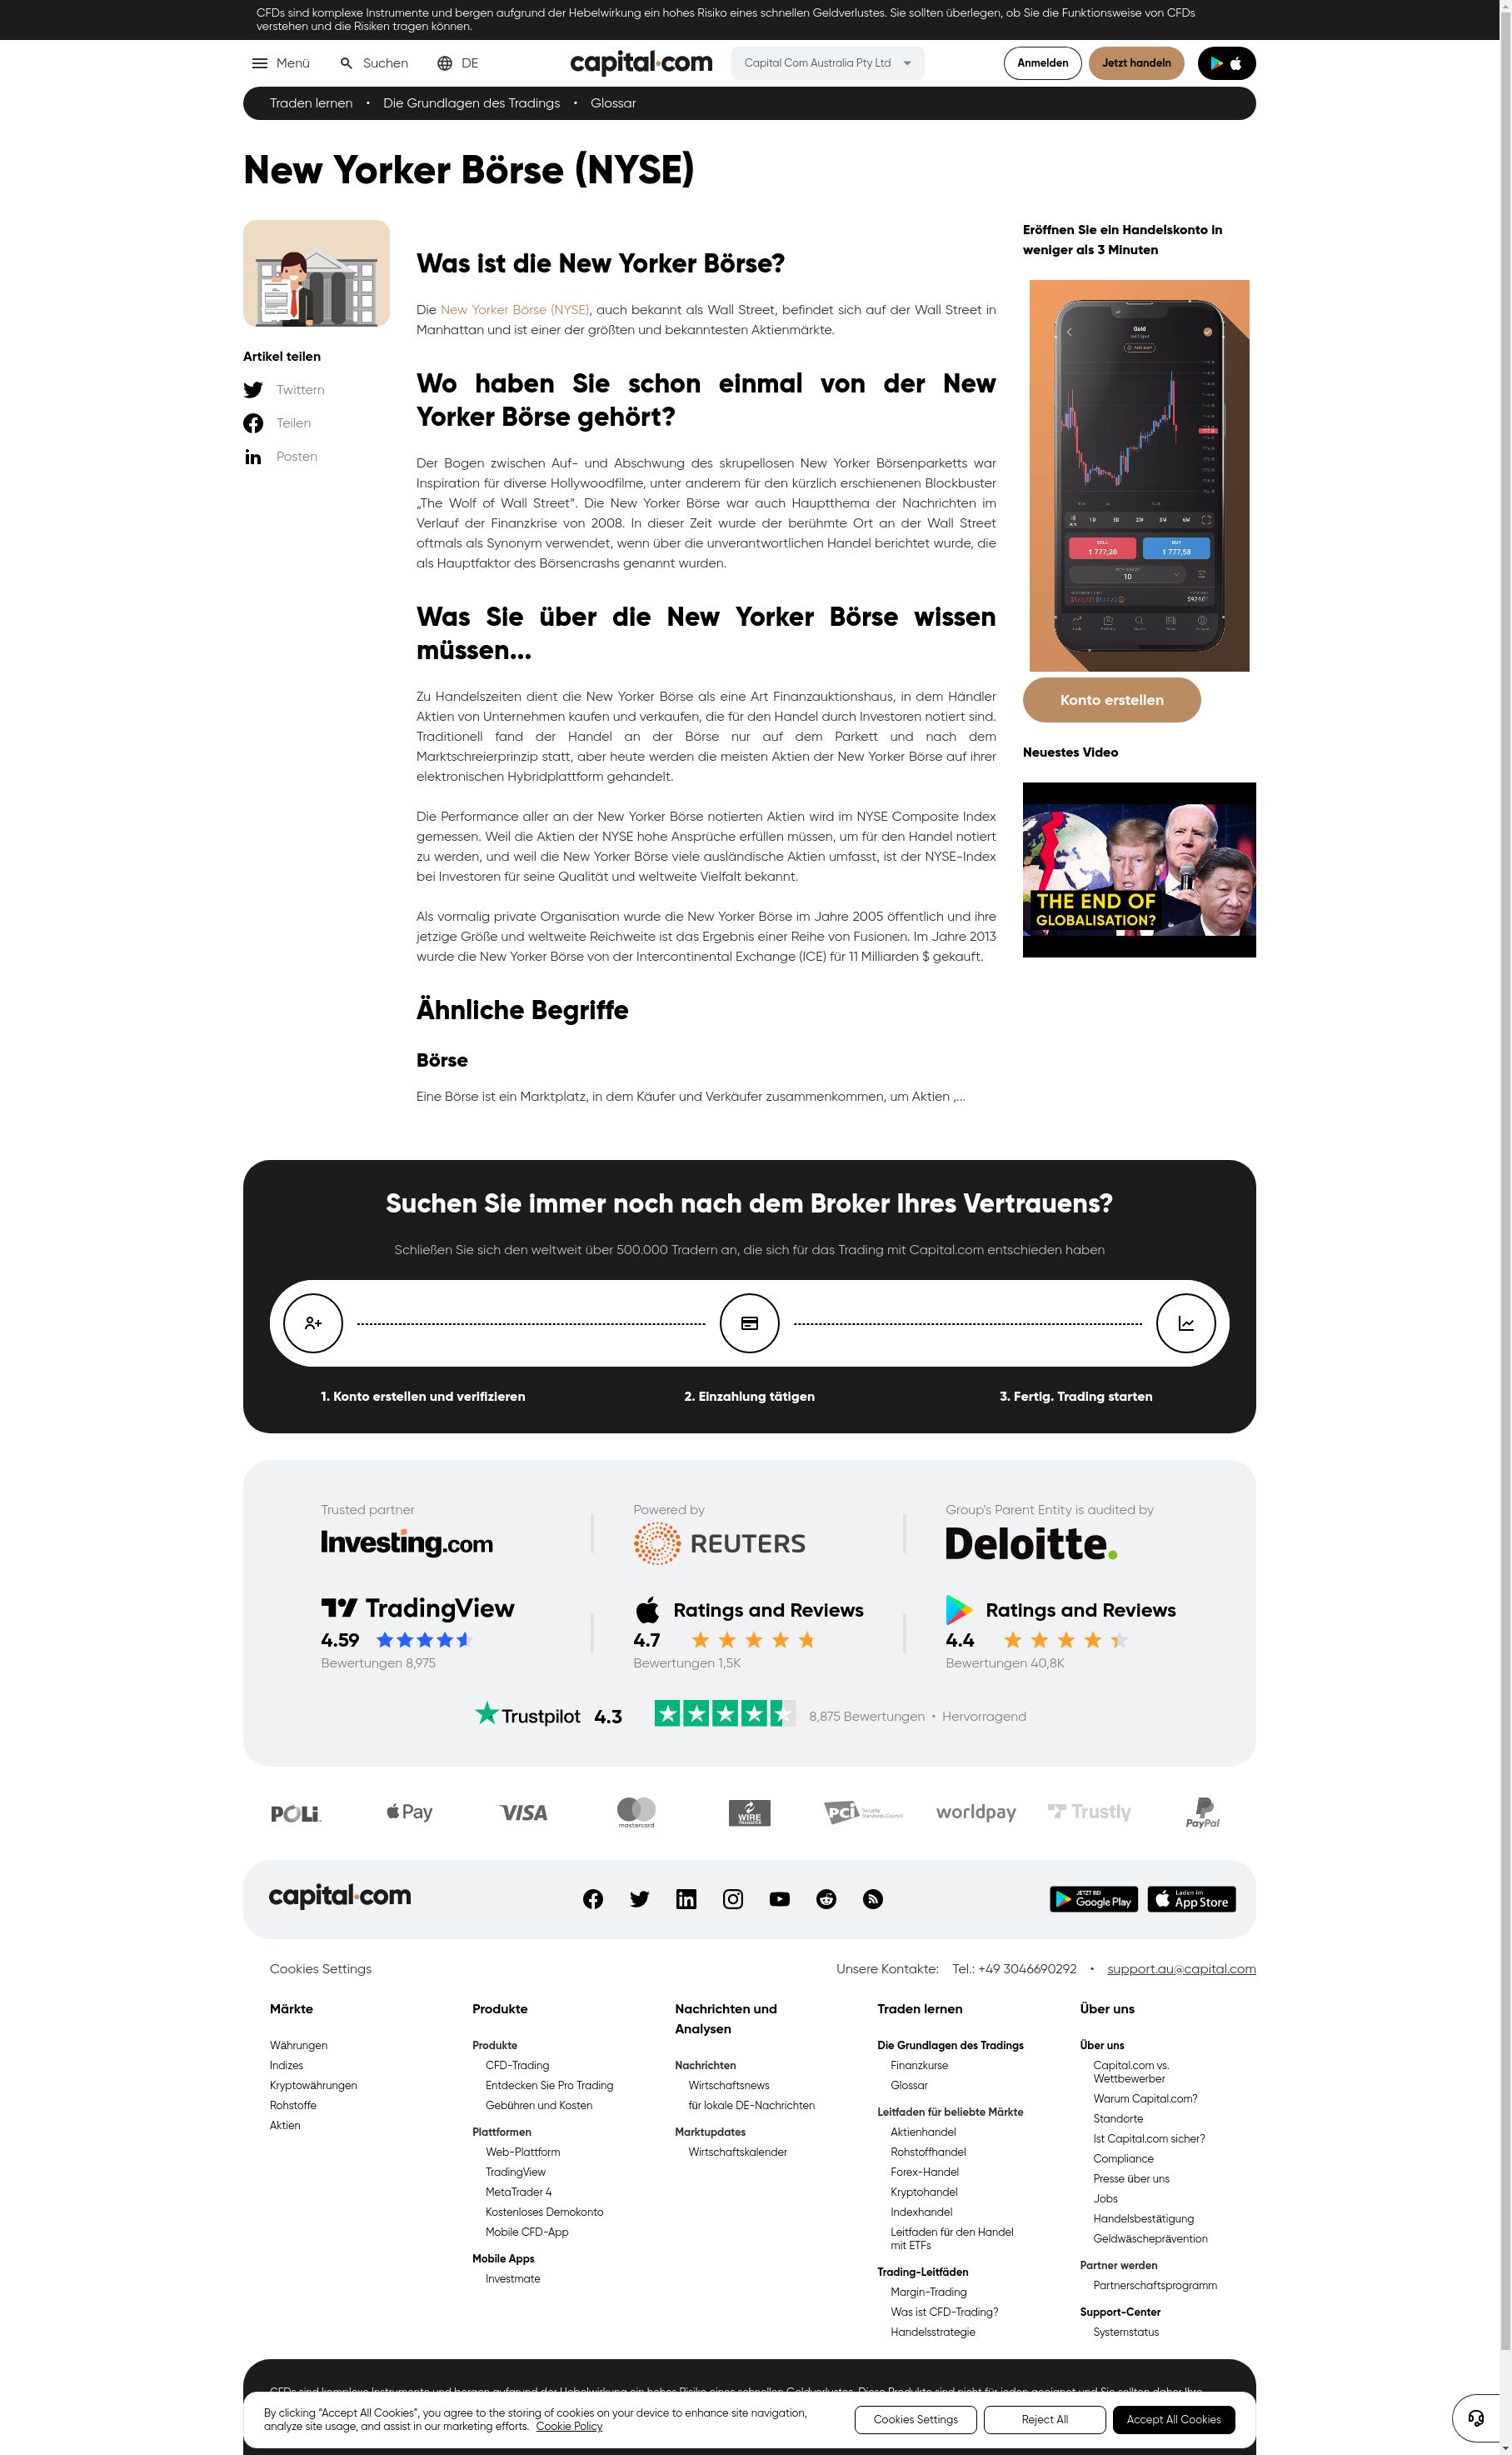 CFDs sind komplexe Instrumente und bergen aufgrund der Hebelwirkung ein hohes Risiko eines schnellen Geldverlustes. Sie sollten überlegen, ob Sie die Funktionsweise von CFDs
verstehen und die Risiken tragen können.
Menü Suchen DE capital.com Capital Com Australia Pty Ltd Anmelden Jetzt handeln
Traden lernen • Die Grundlagen des Tradings • Glossar
New Yorker Börse (NYSE)
Artikel teilen
Twittern
Teilen
Posten
Was ist die New Yorker Börse?
Die New Yorker Börse (NYSE), auch bekannt als Wall Street, befindet sich auf der Wall Street in
Manhattan und ist einer der größten und bekanntesten Aktienmärkte.
Wo haben Sie schon einmal von der New
Yorker Börse gehört?
Der Bogen zwischen Auf- und Abschwung des skrupellosen New Yorker Börsenparketts war
Inspiration für diverse Hollywoodfilme, unter anderem für den kürzlich erschienenen Blockbuster
„The Wolf of Wall Street“. Die New Yorker Börse war auch Hauptthema der Nachrichten im
Verlauf der Finanzkrise von 2008. In dieser Zeit wurde der berühmte Ort an der Wall Street
oftmals als Synonym verwendet, wenn über die unverantwortlichen Handel berichtet wurde, die
als Hauptfaktor des Börsencrashs genannt wurden.
Was Sie über die New Yorker Börse wissen
müssen...
Zu Handelszeiten dient die New Yorker Börse als eine Art Finanzauktionshaus, in dem Händler
Aktien von Unternehmen kaufen und verkaufen, die für den Handel durch Investoren notiert sind.
Traditionell fand der Handel an der Börse nur auf dem Parkett und nach dem
Marktschreierprinzip statt, aber heute werden die meisten Aktien der New Yorker Börse auf ihrer
elektronischen Hybridplattform gehandelt.
Die Performance aller an der New Yorker Börse notierten Aktien wird im NYSE Composite Index
gemessen. Weil die Aktien der NYSE hohe Ansprüche erfüllen müssen, um für den Handel notiert
zu werden, und weil die New Yorker Börse viele ausländische Aktien umfasst, ist der NYSE-Index
bei Investoren für seine Qualität und weltweite Vielfalt bekannt.
Als vormalig private Organisation wurde die New Yorker Börse im Jahre 2005 öffentlich und ihre
jetzige Größe und weltweite Reichweite ist das Ergebnis einer Reihe von Fusionen. Im Jahre 2013
wurde die New Yorker Börse von der Intercontinental Exchange (ICE) für 11 Milliarden $ gekauft.
Ähnliche Begriffe
Börse
Eine Börse ist ein Marktplatz, in dem Käufer und Verkäufer zusammenkommen, um Aktien ,...
Eröffnen Sie ein Handelskonto in
weniger als 3 Minuten
Gold
1D 5D
SELL
1 777,20
BUY
1 777,58
10
Konto erstellen
Neuestes Video
THE END OF
GLOBALISATION?
Suchen Sie immer noch nach dem Broker Ihres Vertrauens?
Schließen Sie sich den weltweit über 500.000 Tradern an, die sich für das Trading mit Capital.com entschieden haben
1. Konto erstellen und verifizieren
2. Einzahlung tätigen
3. Fertig. Trading starten
Trusted partner
Investing.com
Powered by
REUTERS
Group's Parent Entity is audited by
Deloitte.
TradingView
4.59
Bewertungen 8,975
Ratings and Reviews
4.7
Bewertungen 1,5K
Ratings and Reviews
4.4
Bewertungen 40,8K
Trustpilot 4.3 8,875 Bewertungen • Hervorragend
POLi Pay VISA mastercard WIRE TRANSFER PCI Security Standards Council worldpay Trustly PayPal
capital.com
JETZT BEI
Google Play
Laden im
App Store
Cookies Settings
Unsere Kontakte: Tel.: +49 3046690292 • support.au@capital.com
Märkte
Währungen
Indizes
Kryptowährungen
Rohstoffe
Aktien
Produkte
Produkte
CFD-Trading
Entdecken Sie Pro Trading
Gebühren und Kosten
Plattformen
Web-Plattform
TradingView
MetaTrader 4
Kostenloses Demokonto
Mobile CFD-App
Mobile Apps
Investmate
Nachrichten und
Analysen
Nachrichten
Wirtschaftsnews
für lokale DE-Nachrichten
Marktupdates
Wirtschaftskalender
Traden lernen
Die Grundlagen des Tradings
Finanzkurse
Glossar
Leitfaden für beliebte Märkte
Aktienhandel
Rohstoffhandel
Forex-Handel
Kryptohandel
Indexhandel
Leitfaden für den Handel
mit ETFs
Trading-Leitfäden
Margin-Trading
Was ist CFD-Trading?
Handelsstrategie
Über uns
Über uns
Capital.com vs.
Wettbewerber
Warum Capital.com?
Standorte
Ist Capital.com sicher?
Compliance
Presse über uns
Jobs
Handelsbestätigung
Geldwäscheprävention
Partner werden
Partnerschaftsprogramm
Support-Center
Systemstatus
By clicking “Accept All Cookies”, you agree to the storing of cookies on your device to enhance site navigation,
analyze site usage, and assist in our marketing efforts. Cookie Policy
Cookies Settings
Reject All
Accept All Cookies